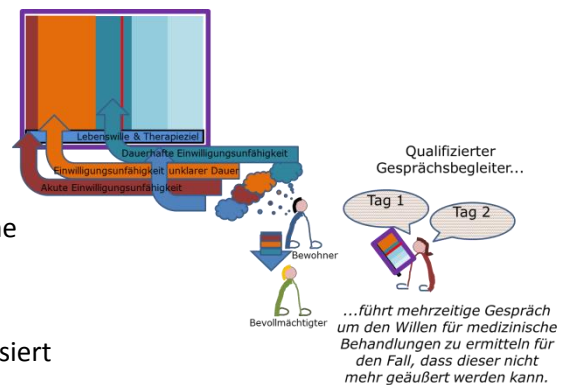 Lebenswille & Therapieziel
Dauerhafte Einwilligungsunfähigkeit
Einwilligungsunfähigkeit unklarer Dauer
Akute Einwilligungsunfähigkeit
ne
siert
Bewohner
Bevollmächtigter
Qualifizierter
Gesprächsbegleiter...
Tag 1
Tag 2
...führt mehrzeitige Gespräch
um den Willen für medizinische
Behandlungen zu ermitteln für
den Fall, dass dieser nicht
mehr geäußert werden kann.